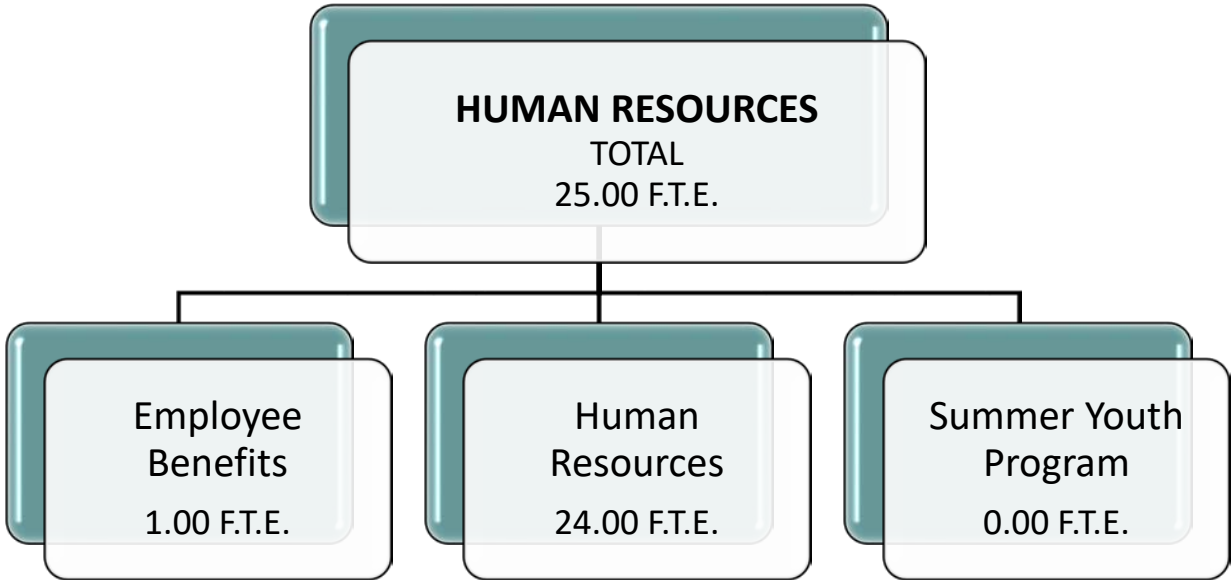 HUMAN RESOURCES
TOTAL
25.00 F.T.E.
Employee
Benefits
1.00 F.T.E.
Human
Resources
24.00 F.T.E.
Summer Youth
Program
0.00 F.T.E.